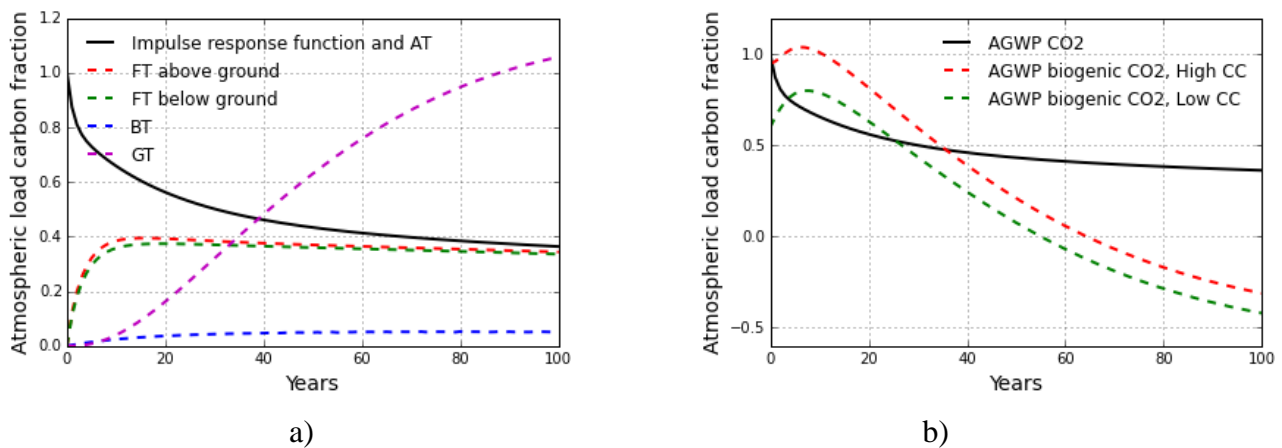 Atmospheric load carbon fraction
1.2
1.0
0.8
0.6
0.4
0.2
0.0
Impulse response function and AT
FT above ground
FT below ground
BT
GT
0 20 40 60 80 100
Years
a)
Atmospheric load carbon fraction
1.0
0.5
0.0
−0.5
AGWP CO2
AGWP biogenic CO2, High CC
AGWP biogenic CO2, Low CC
0 20 40 60 80 100
Years
b)